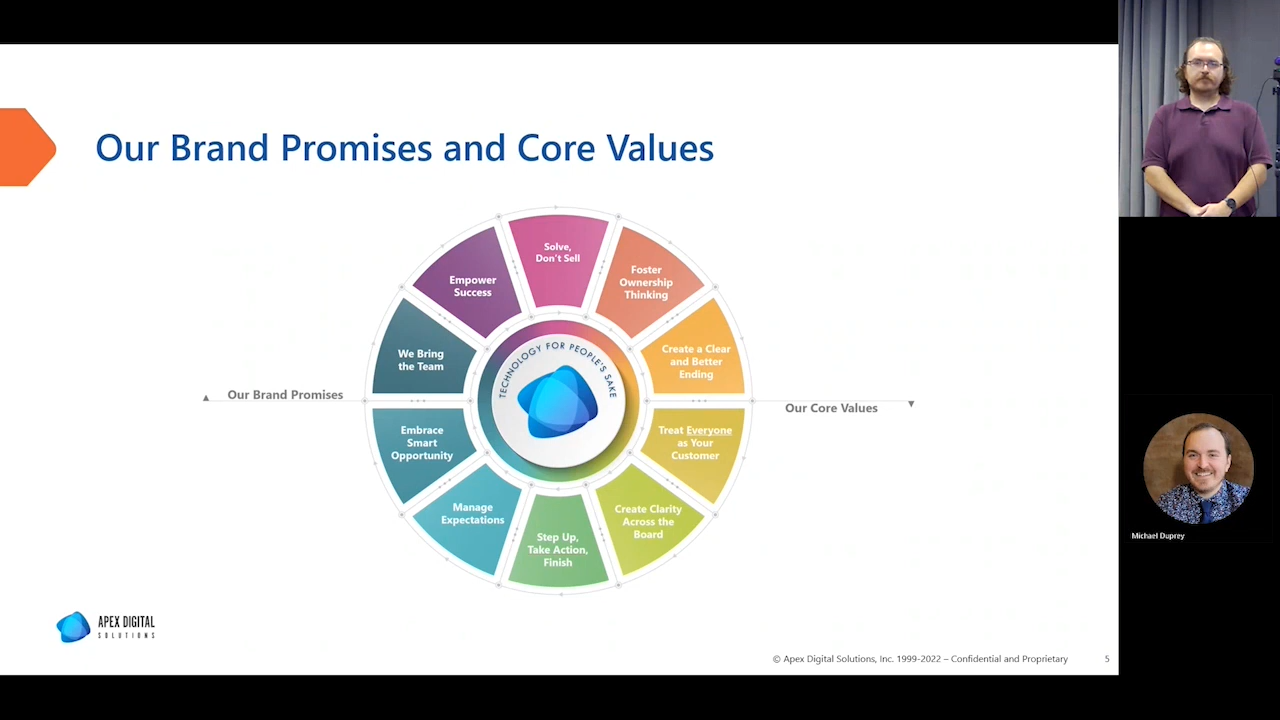 Our Brand Promises and Core Values
Solve,
Don't Sell
Foster
Ownership
Thinking
Create a Clear
and Better
Ending
Treat Everyone
as Your
Customer
Create Clarity
Across the
Board
Step Up,
Take Action,
Finish
Manage
Expectations
Embrace
Smart
Opportunity
We Bring
the Team
Empower
Success
TECHNOLOGY FOR PEOPLE'S SAKE
▲ Our Brand Promises
Our Core Values ▼
APEX DIGITAL
SOLUTIONS
© Apex Digital Solutions, Inc. 1999-2022 – Confidential and Proprietary
5
Michael Duprey